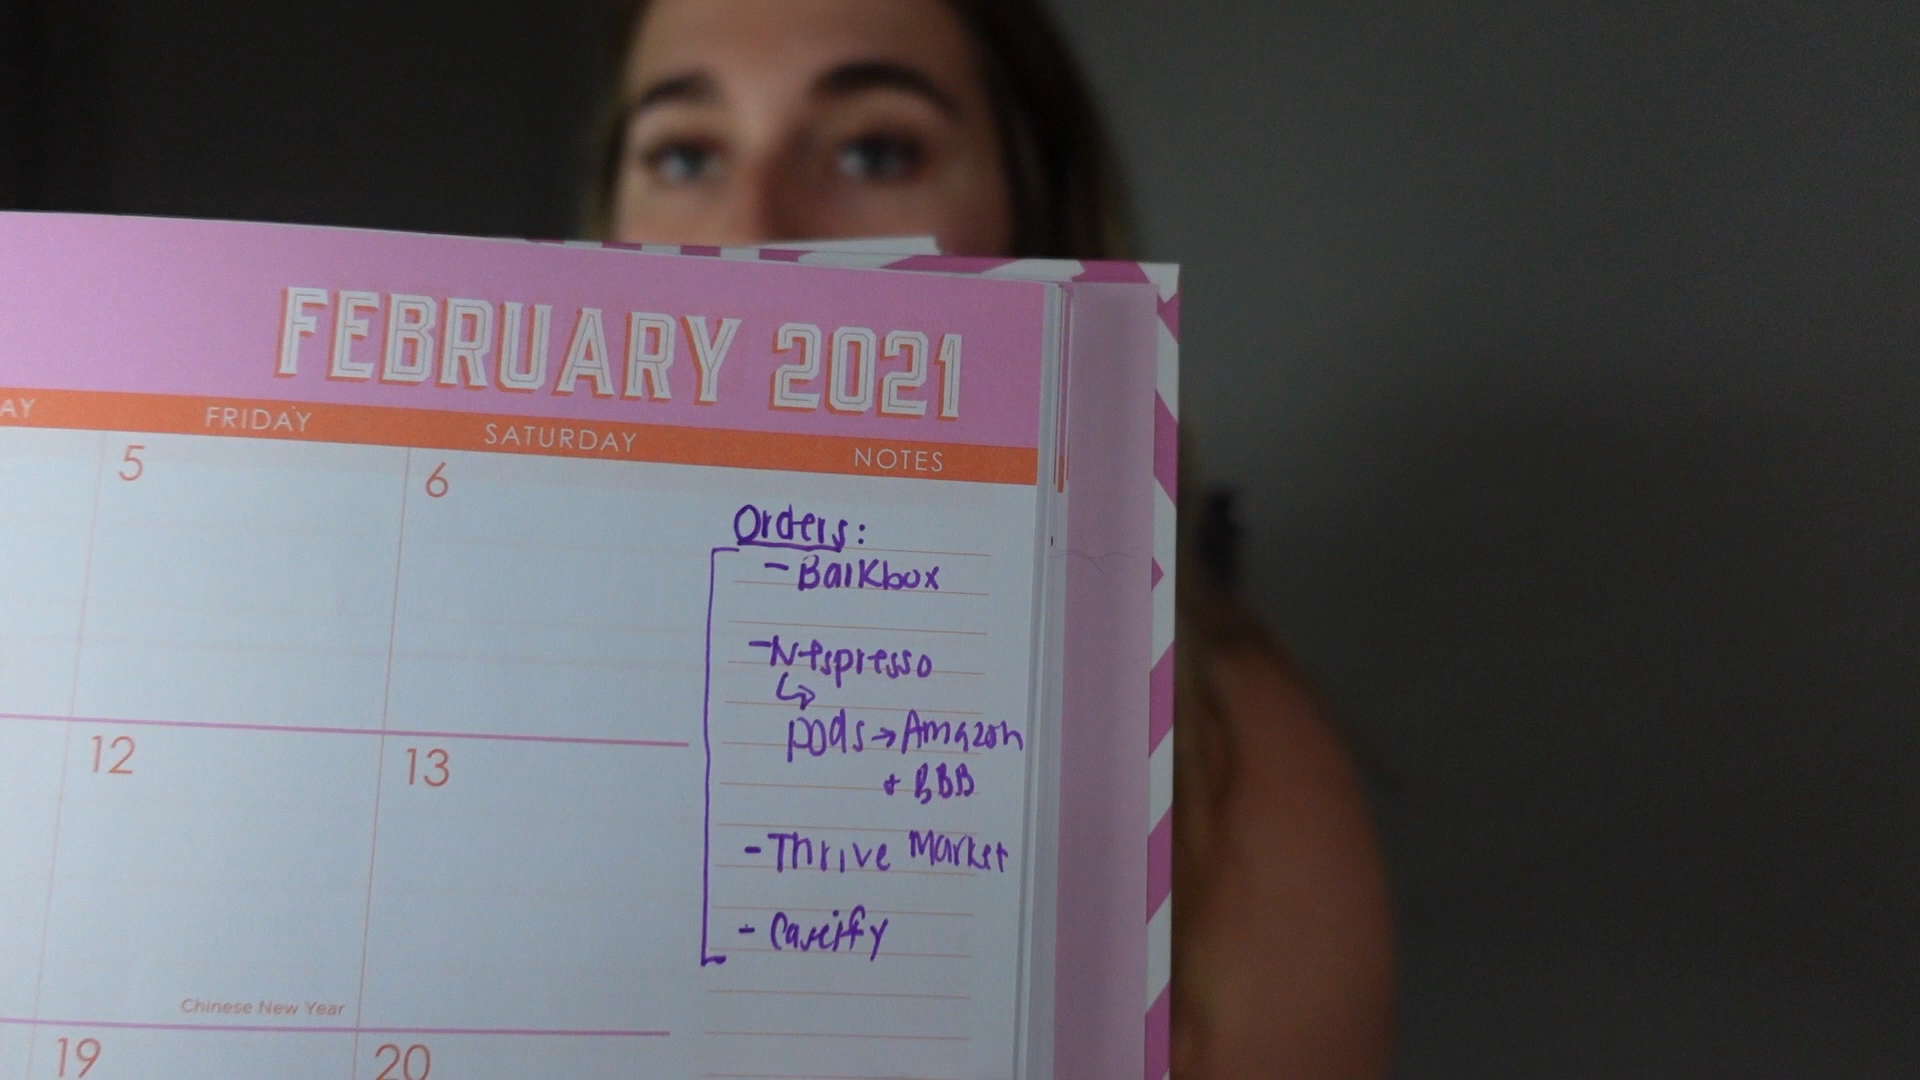 FEBRUARY 2021
AY FRIDAY SATURDAY NOTES
5 6
Orders:
- Barkbox
- Nespresso
↳
pods → Amazon
+ BBB
12 13
- Thrive Market
- Caseify
Chinese New Year
19 20